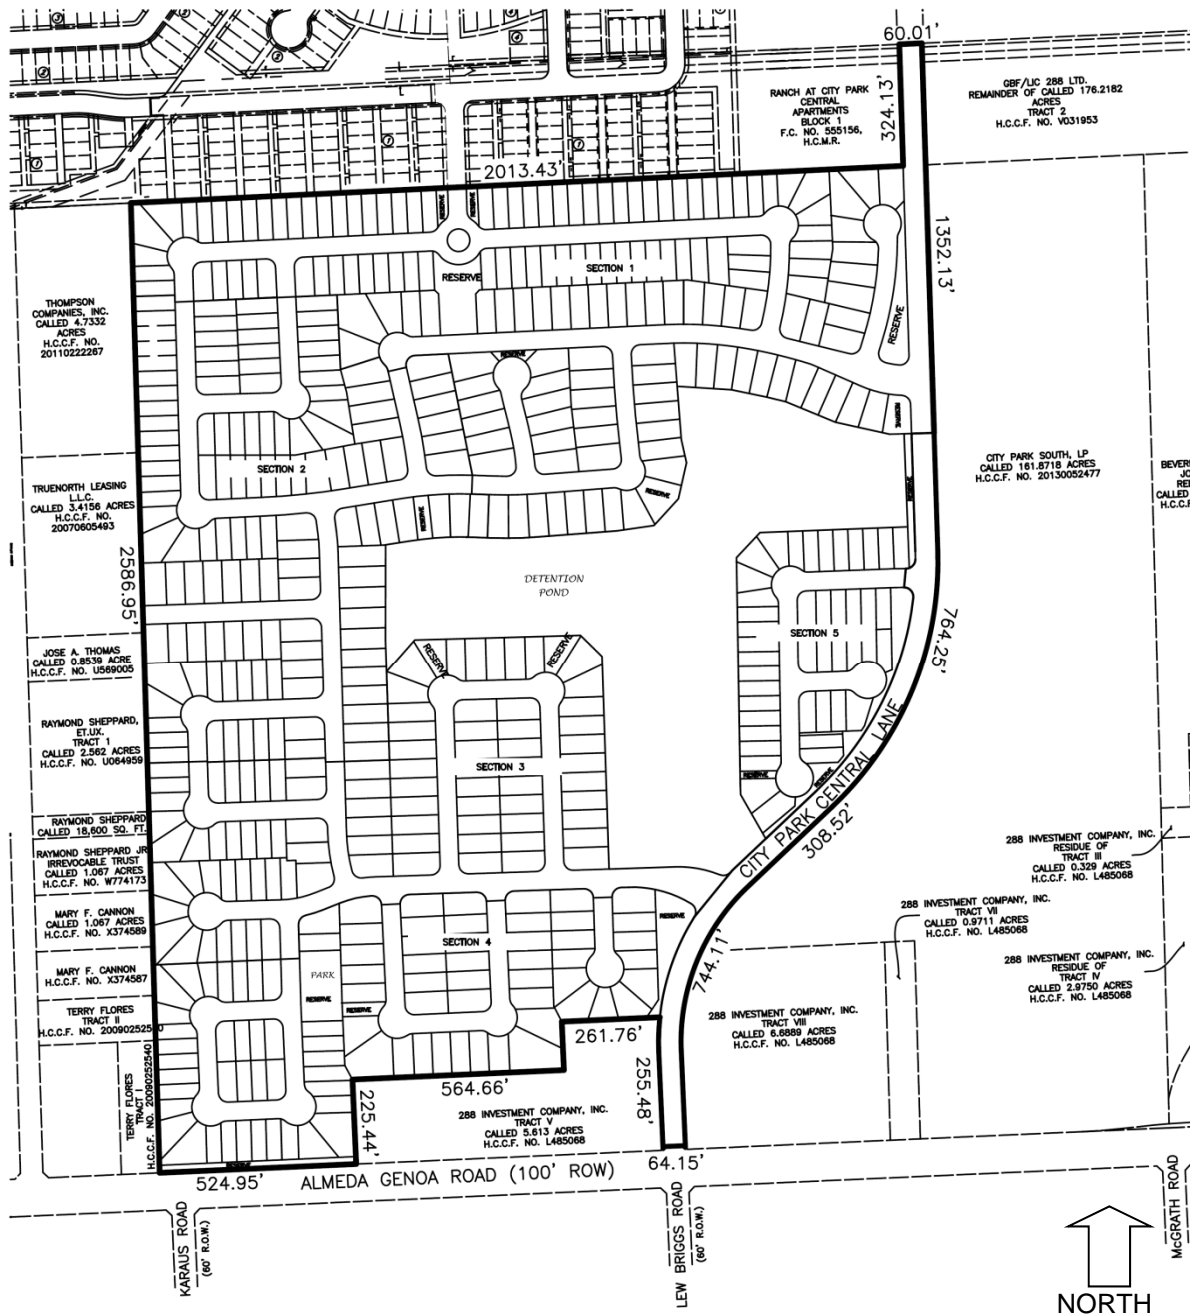 60.01'
RANCH AT CITY PARK
CENTRAL
APARTMENTS
BLOCK 1
F.C. NO. 555156,
H.C.M.R.
324.13'
GBF/LIC 288 LTD.
REMAINDER OF CALLED 176.2182
ACRES
TRACT 2
H.C.C.F. NO. V031953
2013.43'
RESERVE
RESERVE
1352.13'
SECTION 1
RESERVE
RESERVE
THOMPSON
COMPANIES, INC.
CALLED 4.7332
ACRES
H.C.C.F. NO.
20110222267
RESERVE
RESERVE
SECTION 2
CITY PARK SOUTH, LP
CALLED 161.8718 ACRES
H.C.C.F. NO. 20130052477
TRUENORTH LEASING
L.L.C.
CALLED 3.4156 ACRES
H.C.C.F. NO.
20070605493
RESERVE
RESERVE
RESERVE
2586.95'
DETENTION
POND
764.25'
SECTION 5
JOSE A. THOMAS
CALLED 0.8539 ACRE
H.C.C.F. NO. U569005
RESERVE
RESERVE
RAYMOND SHEPPARD,
ET.UX.
TRACT 1
CALLED 2.562 ACRES
H.C.C.F. NO. U064959
SECTION 3
RESERVE
RESERVE
CITY PARK CENTRAL LANE
308.52'
RAYMOND SHEPPARD
CALLED 18,600 SQ. FT.
RAYMOND SHEPPARD JR
IRREVOCABLE TRUST
CALLED 1.067 ACRES
H.C.C.F. NO. W774173
288 INVESTMENT COMPANY, INC.
RESIDUE OF
TRACT III
CALLED 0.329 ACRES
H.C.C.F. NO. L485068
288 INVESTMENT COMPANY, INC.
TRACT VII
CALLED 0.9711 ACRES
H.C.C.F. NO. L485068
MARY F. CANNON
CALLED 1.067 ACRES
H.C.C.F. NO. X374589
RESERVE
SECTION 4
744.11'
288 INVESTMENT COMPANY, INC.
RESIDUE OF
TRACT IV
CALLED 2.9750 ACRES
H.C.C.F. NO. L485068
MARY F. CANNON
H.C.C.F. NO. X374587
PARK
RESERVE
RESERVE
TERRY FLORES
TRACT II
H.C.C.F. NO. 20090252540
288 INVESTMENT COMPANY, INC.
TRACT VIII
CALLED 6.6889 ACRES
H.C.C.F. NO. L485068
261.76'
TERRY FLORES
TRACT I
H.C.C.F. NO. 20090252540
564.66'
255.48'
225.44'
288 INVESTMENT COMPANY, INC.
TRACT V
CALLED 5.613 ACRES
H.C.C.F. NO. L485068
RESERVE
64.15'
524.95'
ALMEDA GENOA ROAD (100' ROW)
KARAUS ROAD
(60' R.O.W.)
LEW BRIGGS ROAD
(60' R.O.W.)
McGRATH ROAD
NORTH